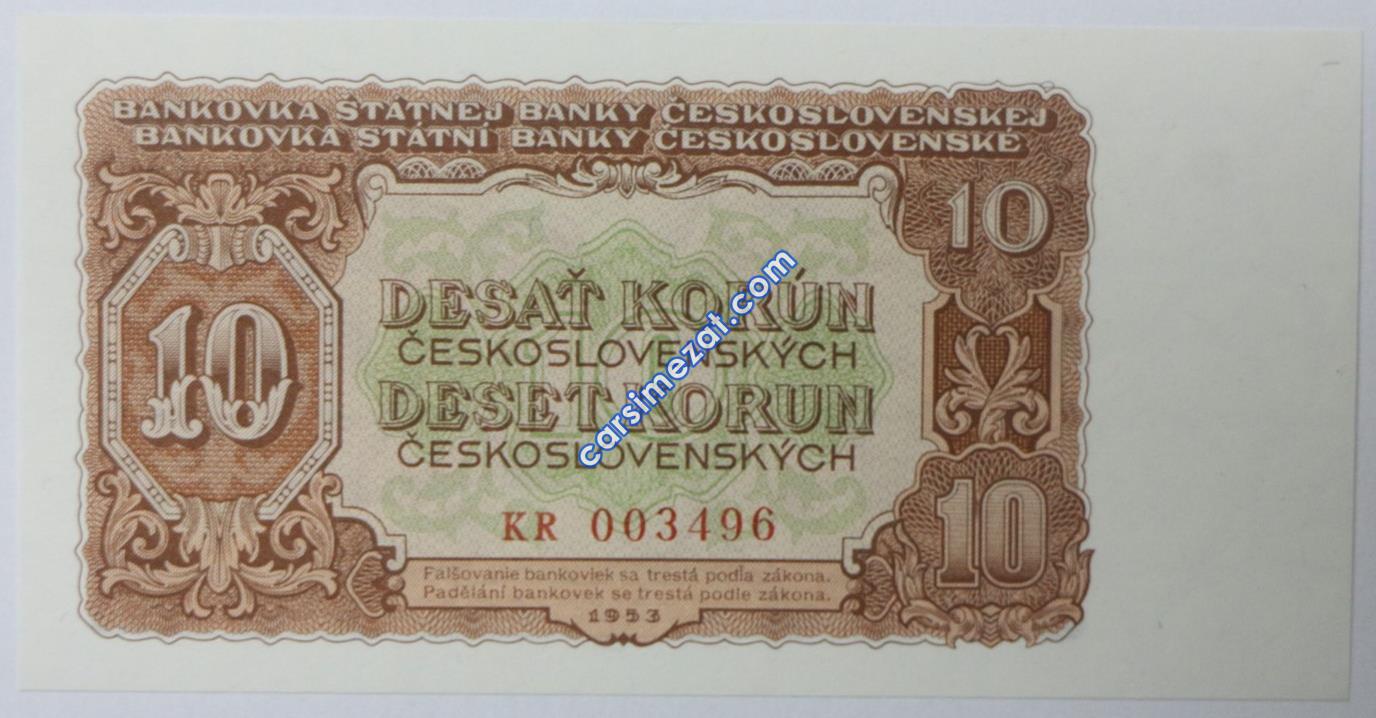 BANKOVKA ŠTÁTNEJ BANKY ČESKOSLOVENSKEJ
BANKOVKA STÁTNÍ BANKY ČESKOSLOVENSKÉ
10
10
DESAŤ KORÚN
ČESKOSLOVENSKÝCH
DESET KORUN
ČESKOSLOVENSKÝCH
carsimezat.com
10
KR 003496
Falšovanie bankoviek sa trestá podľa zákona.
Padělání bankovek se trestá podle zákona.
1953